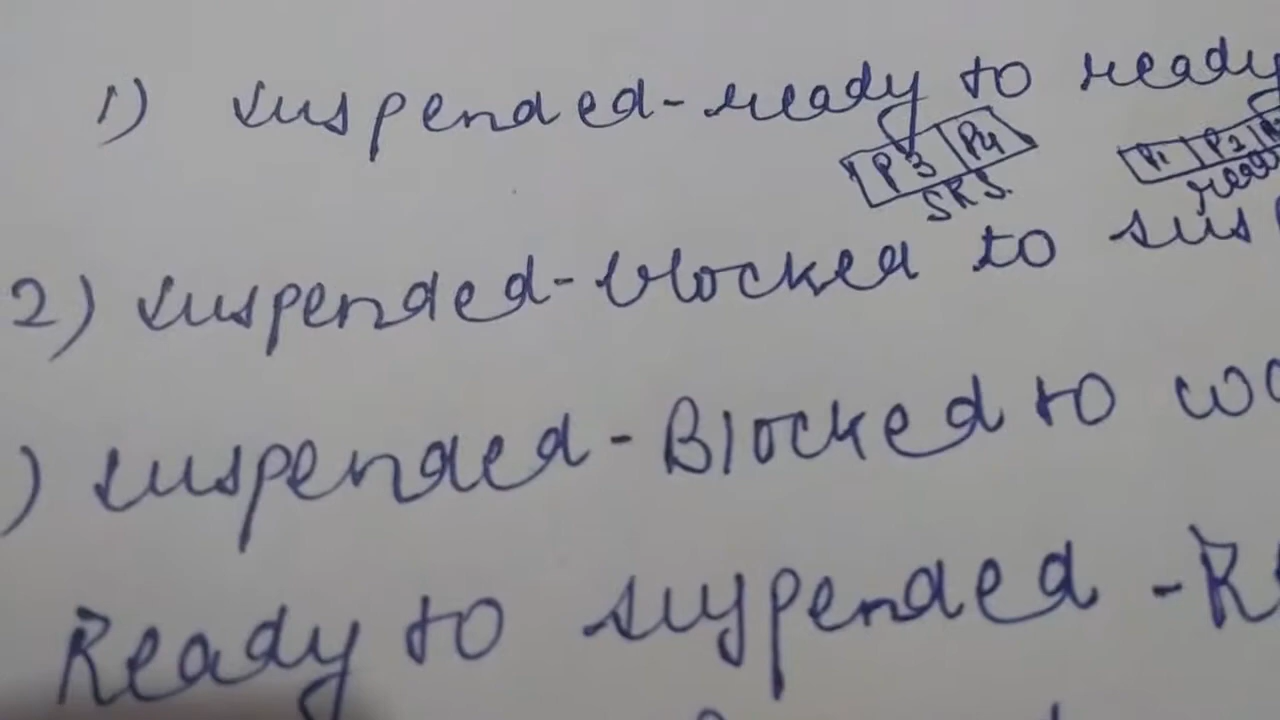 1) suspended-ready to ready
P3 P4
SRS.
P1 P2
2) suspended-blocked to sus
) suspended-Blocked to
Ready to suspended -R